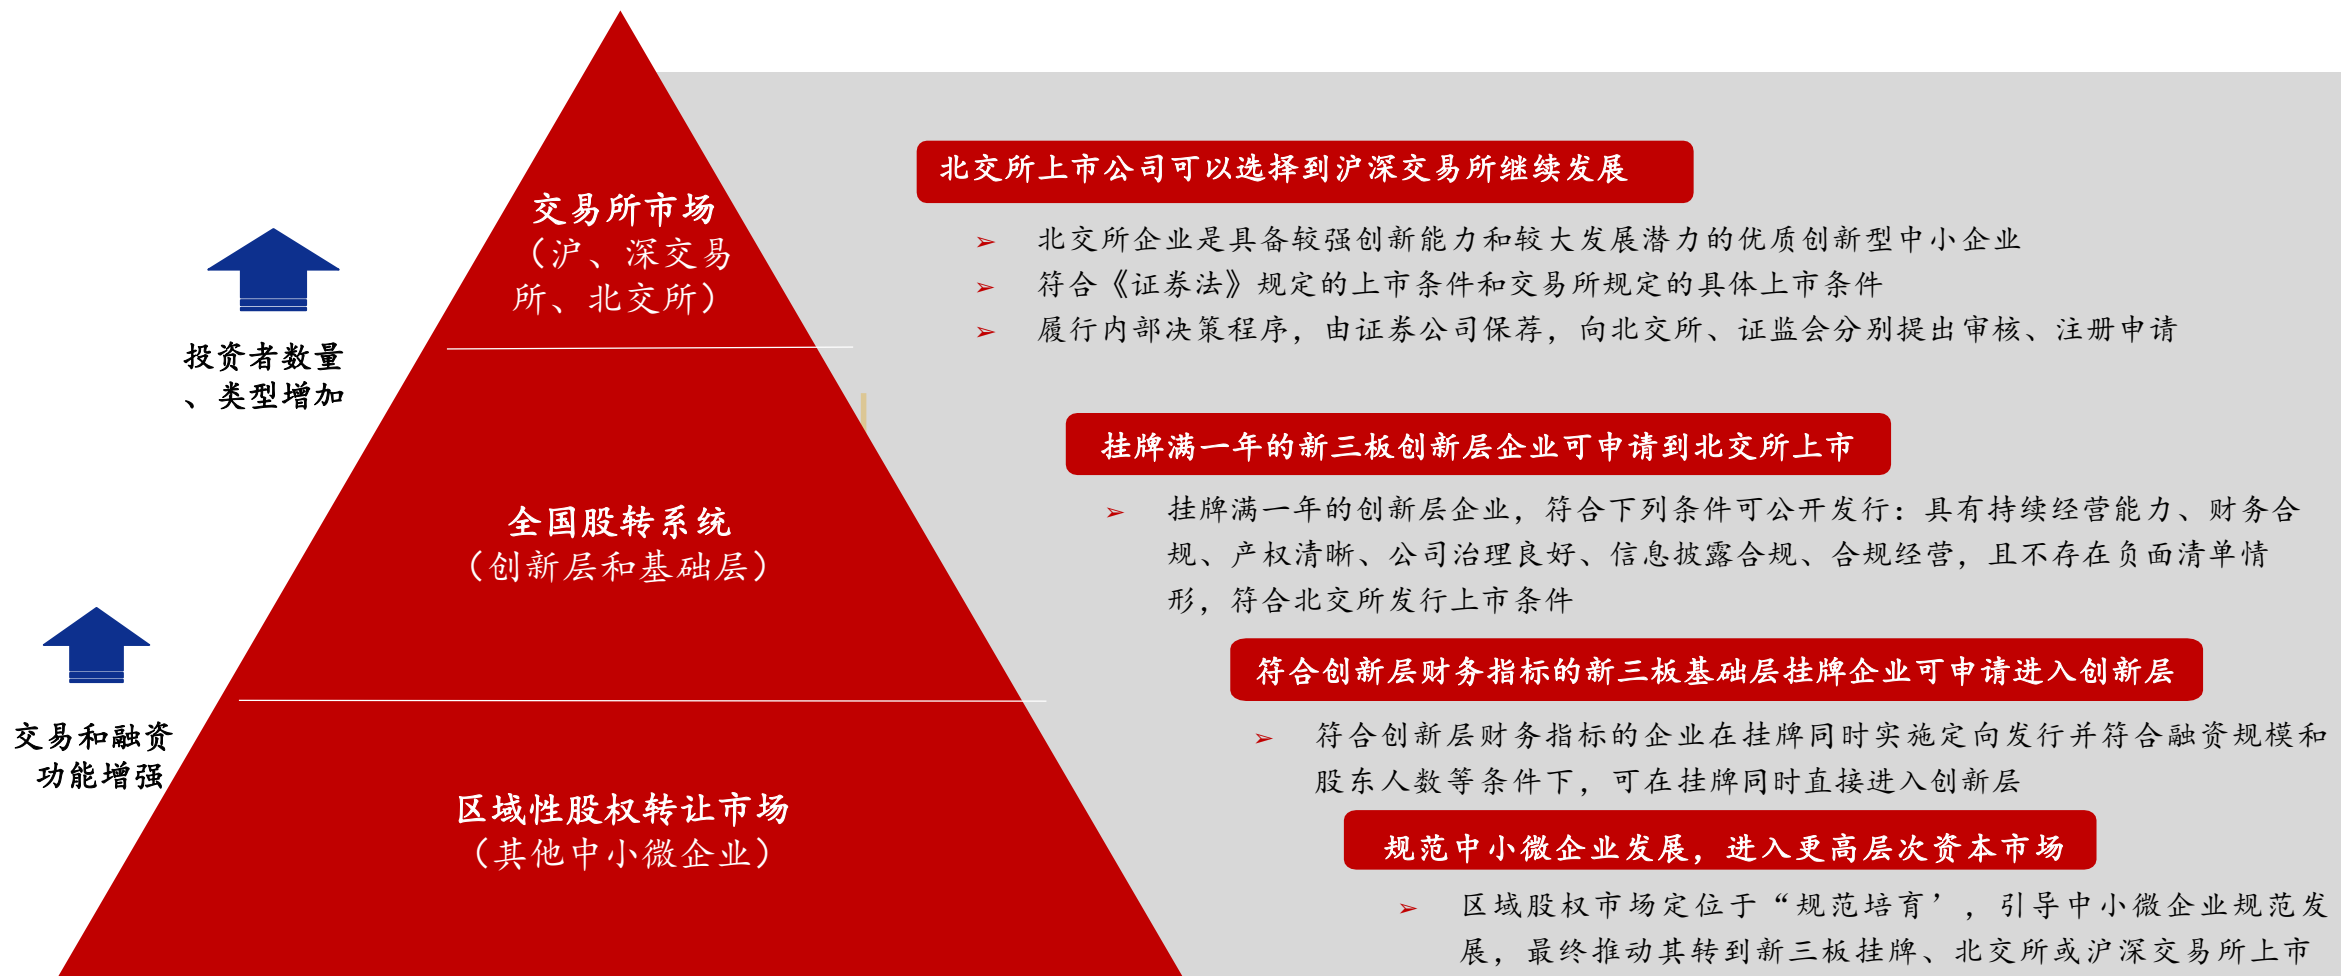 交易所市场
（沪、深交易
所、北交所）
投资者数量
、类型增加
全国股转系统
（创新层和基础层）
交易和融资
功能增强
区域性股权转让市场
（其他中小微企业）
北交所上市公司可以选择到沪深交易所继续发展
➢ 北交所企业是具备较强创新能力和较大发展潜力的优质创新型中小企业
➢ 符合《证券法》规定的上市条件和交易所规定的具体上市条件
➢ 履行内部决策程序，由证券公司保荐，向北交所、证监会分别提出审核、注册申请
挂牌满一年的新三板创新层企业可申请到北交所上市
➢ 挂牌满一年的创新层企业，符合下列条件可公开发行：具有持续经营能力、财务合
规、产权清晰、公司治理良好、信息披露合规、合规经营，且不存在负面清单情
形，符合北交所发行上市条件
符合创新层财务指标的新三板基础层挂牌企业可申请进入创新层
➢ 符合创新层财务指标的企业在挂牌同时实施定向发行并符合融资规模和
股东人数等条件下，可在挂牌同时直接进入创新层
规范中小微企业发展，进入更高层次资本市场
➢ 区域股权市场定位于“规范培育’，引导中小微企业规范发
展，最终推动其转到新三板挂牌、北交所或沪深交易所上市